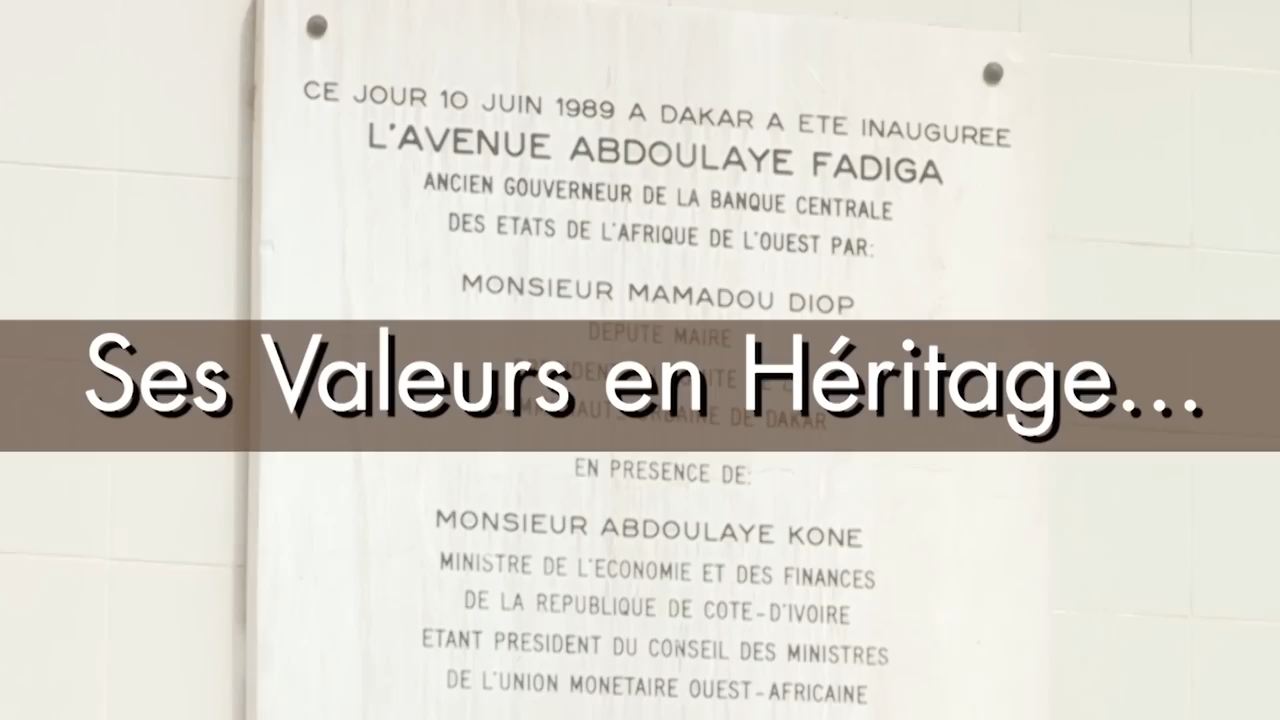 CE JOUR 10 JUIN 1989 A DAKAR A ETE INAUGUREE
L'AVENUE ABDOULAYE FADIGA
ANCIEN GOUVERNEUR DE LA BANQUE CENTRALE
DES ETATS DE L'AFRIQUE DE L'OUEST PAR:
MONSIEUR MAMADOU DIOP
DEPUTE MAIRE
Ses Valeurs en Héritage...
DE DAKAR
EN PRESENCE DE:
MONSIEUR ABDOULAYE KONE
MINISTRE DE L'ECONOMIE ET DES FINANCES
DE LA REPUBLIQUE DE COTE-D'IVOIRE
ETANT PRESIDENT DU CONSEIL DES MINISTRES
DE L'UNION MONETAIRE OUEST-AFRICAINE